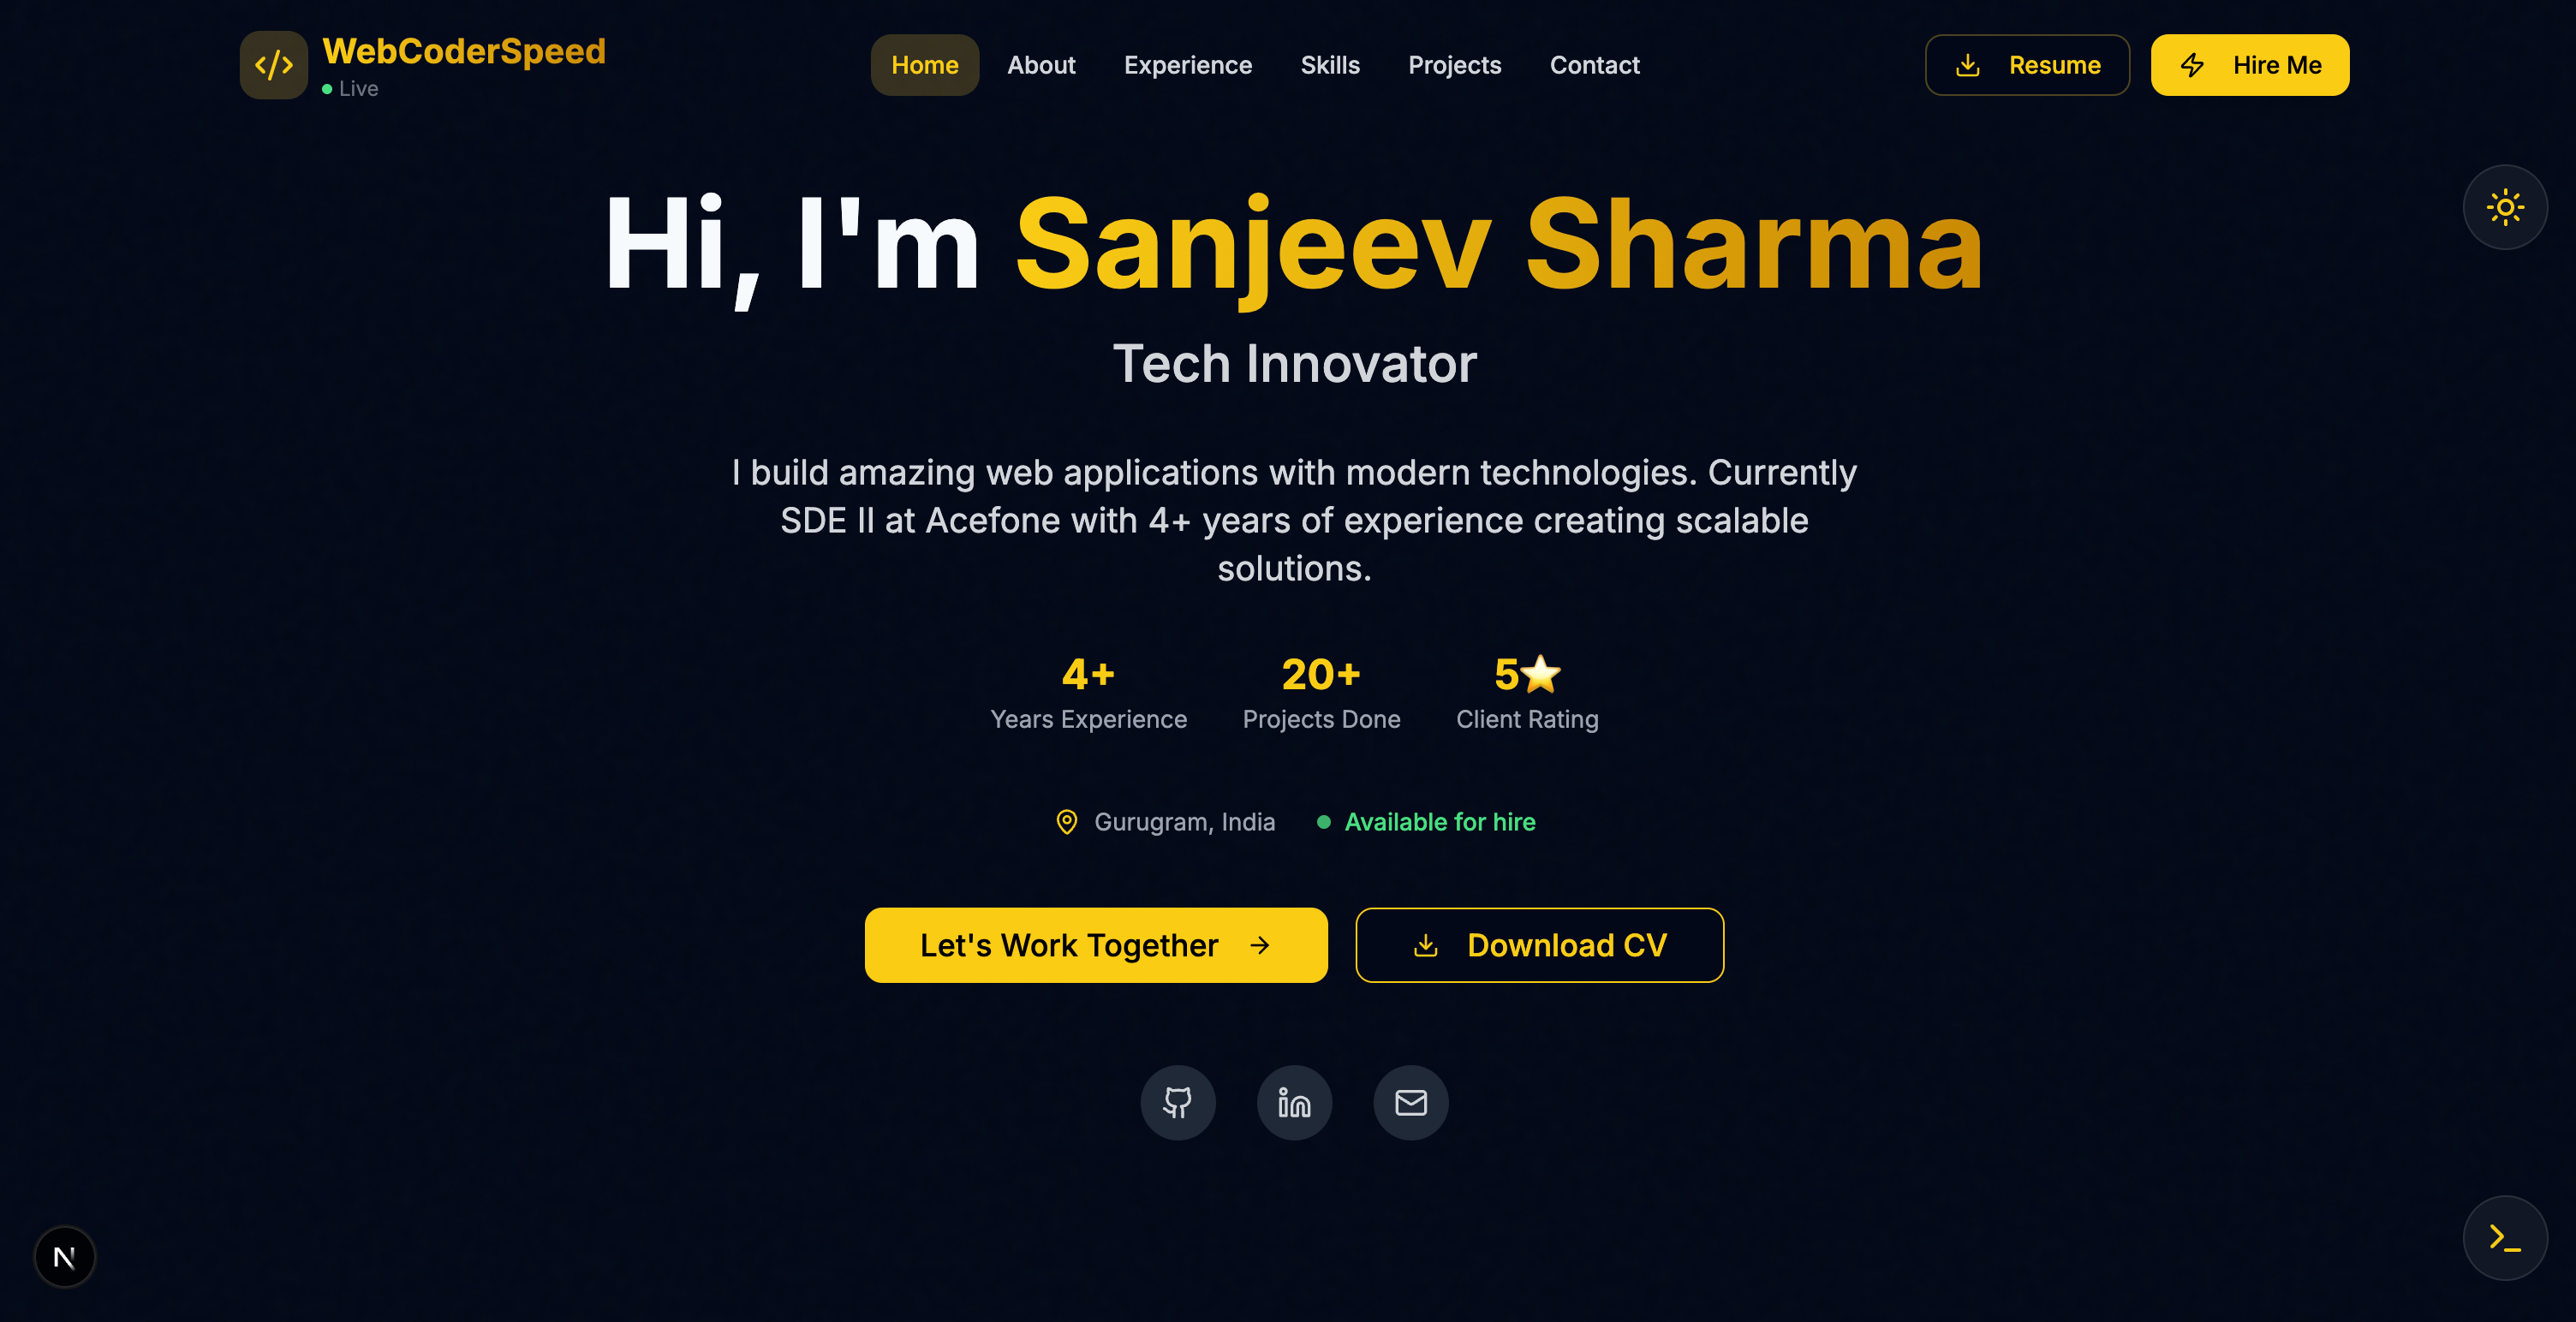 WebCoderSpeed
Live
Home
About
Experience
Skills
Projects
Contact
Resume
Hire Me
Hi, I'm Sanjeev Sharma
Tech Innovator
I build amazing web applications with modern technologies. Currently
SDE II at Acefone with 4+ years of experience creating scalable
solutions.
4+
Years Experience
20+
Projects Done
5⭐
Client Rating
Gurugram, India
Available for hire
Let's Work Together →
Download CV
N